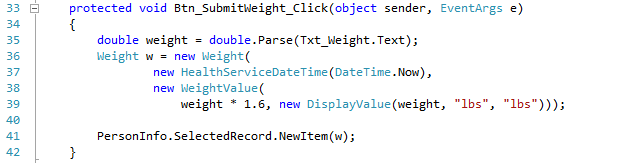 33 protected void Btn_SubmitWeight_Click(object sender, EventArgs e)
34 {
35 double weight = double.Parse(Txt_Weight.Text);
36 Weight w = new Weight(
37 new HealthServiceDateTime(DateTime.Now),
38 new WeightValue(
39 weight * 1.6, new DisplayValue(weight, "lbs", "lbs")));
40
41 PersonInfo.SelectedRecord.NewItem(w);
42 }